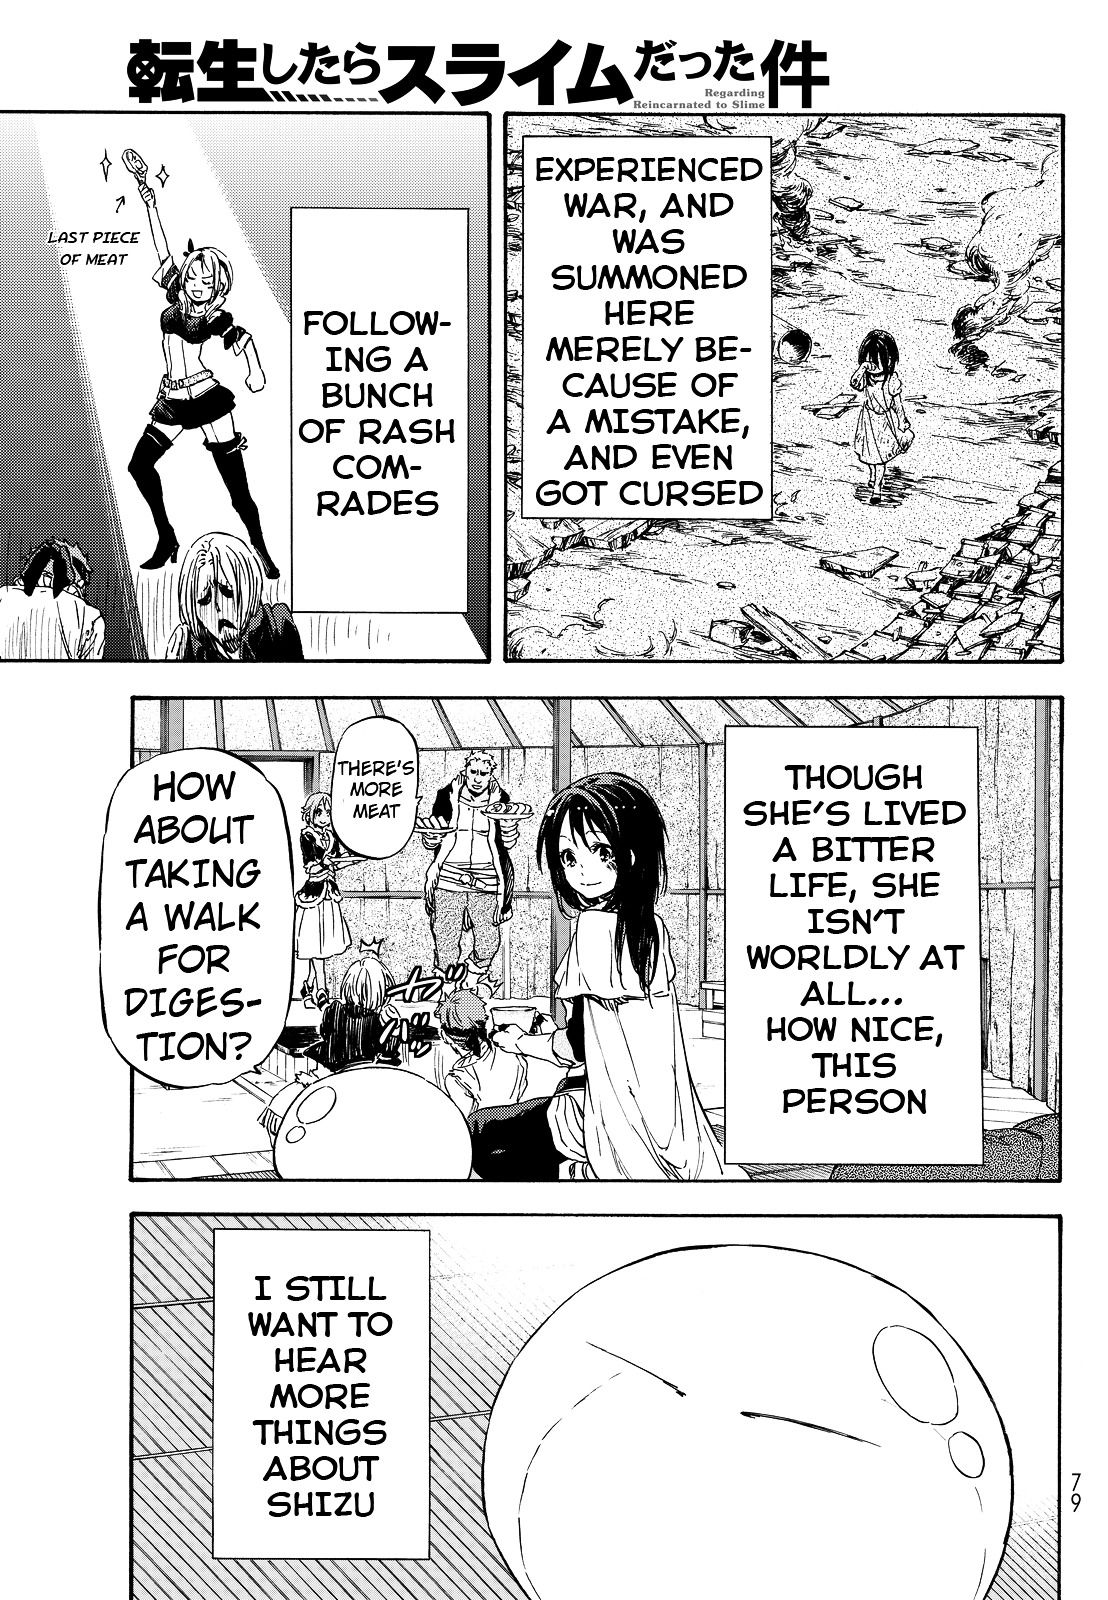 転生したらスライムだった件
Regarding
Reincarnated to Slime
EXPERIENCED
WAR, AND
WAS
SUMMONED
HERE
MERELY BE-
CAUSE OF
A MISTAKE,
AND EVEN
GOT CURSED
FOLLOW-
ING A
BUNCH
OF RASH
COM-
RADES
LAST PIECE
OF MEAT
THOUGH
SHE'S LIVED
A BITTER
LIFE, SHE
ISN'T
WORLDLY AT
ALL...
HOW NICE,
THIS
PERSON
THERE'S
MORE
MEAT
HOW
ABOUT
TAKING
A WALK
FOR
DIGES-
TION?
I STILL
WANT TO
HEAR
MORE
THINGS
ABOUT
SHIZU
79